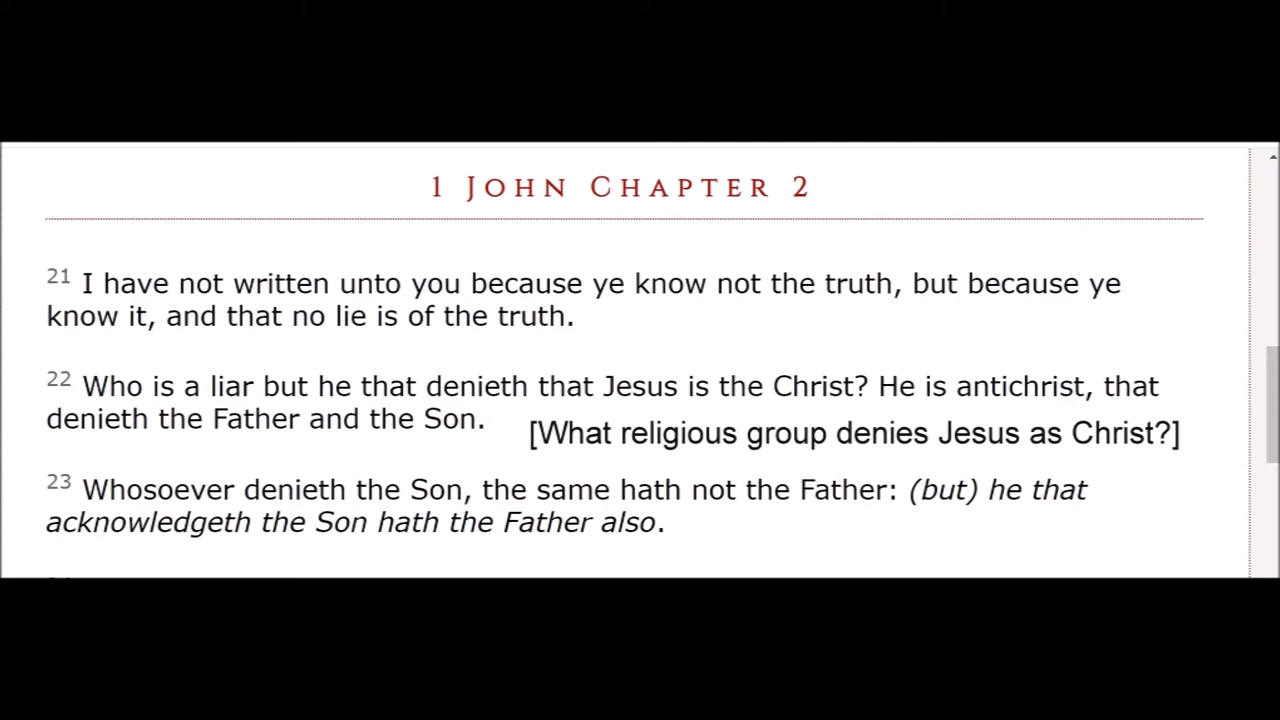 1 John Chapter 2
21 I have not written unto you because ye know not the truth, but because ye
know it, and that no lie is of the truth.
22 Who is a liar but he that denieth that Jesus is the Christ? He is antichrist, that
denieth the Father and the Son.
[What religious group denies Jesus as Christ?]
23 Whosoever denieth the Son, the same hath not the Father: (but) he that
acknowledgeth the Son hath the Father also.